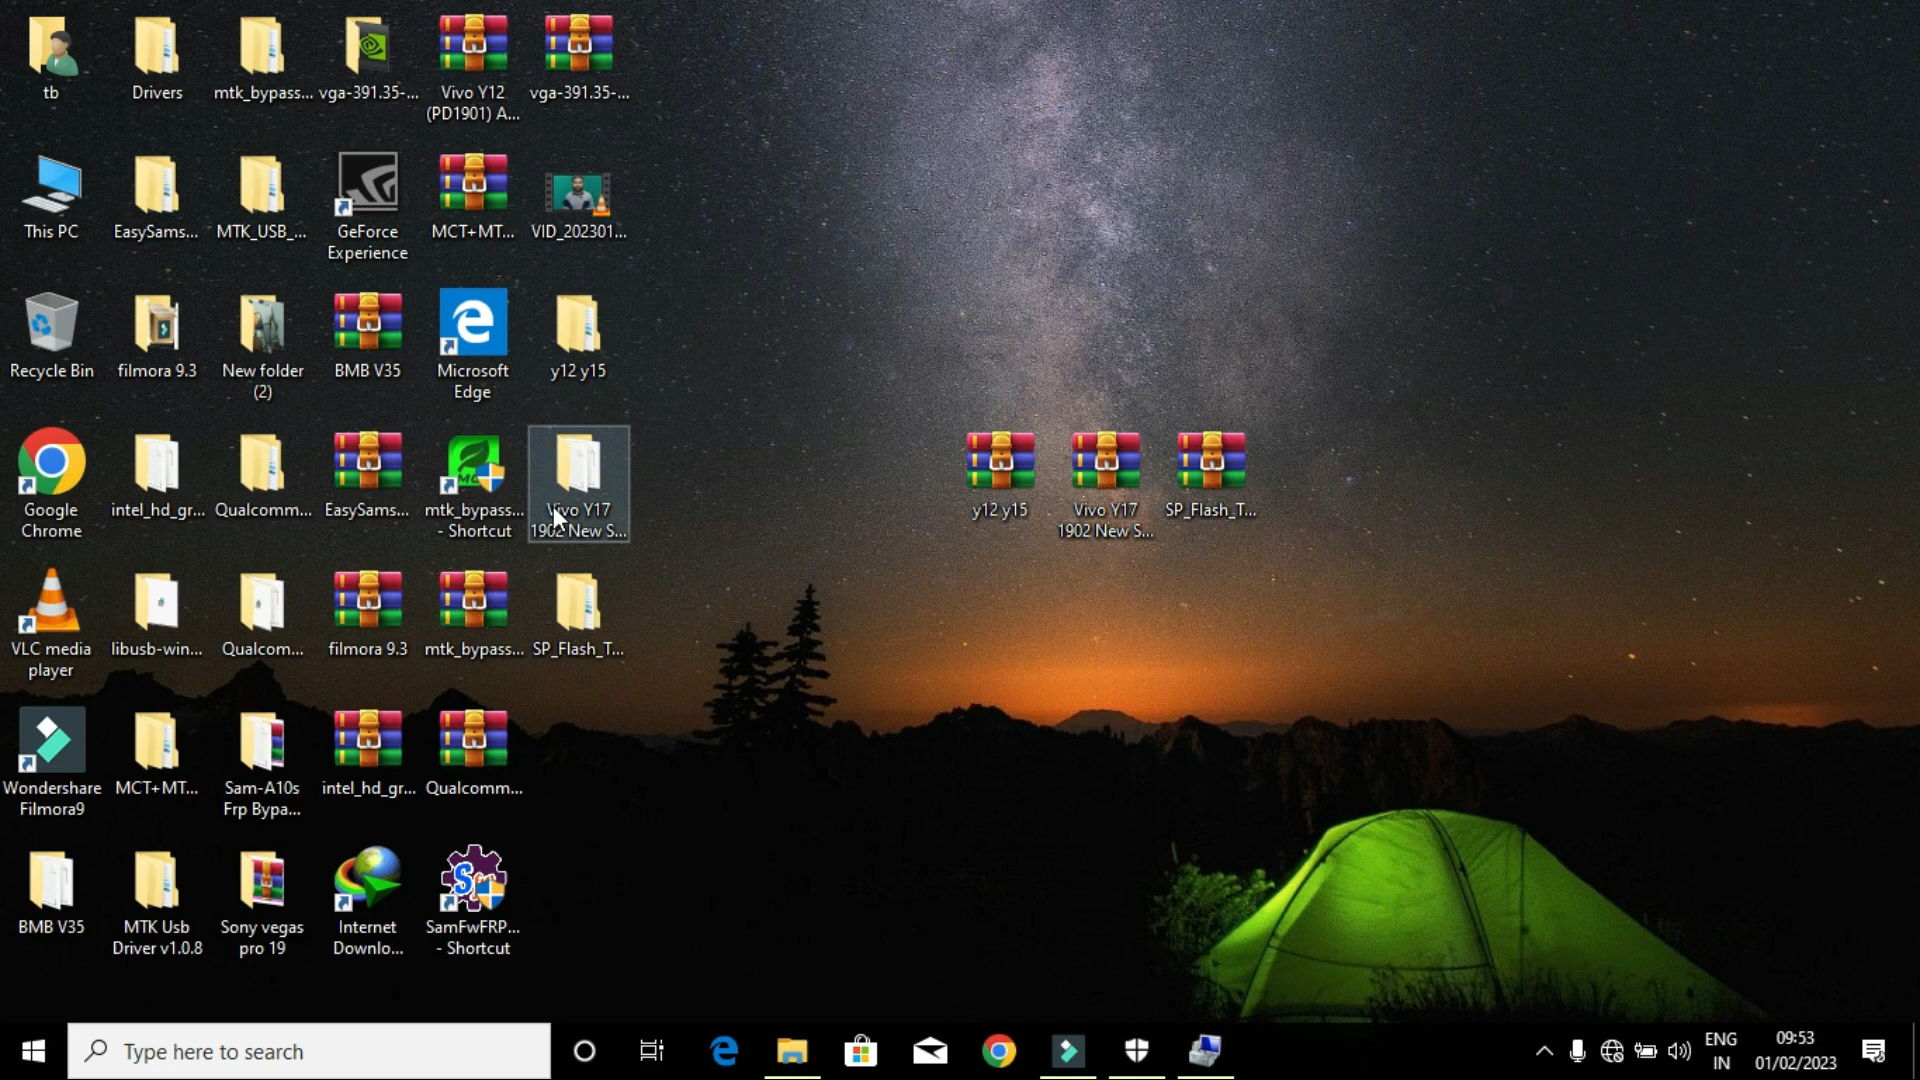 tb
Drivers
mtk_bypass...
vga-391.35-...
Vivo Y12
(PD1901) A...
vga-391.35-...
This PC
EasySams...
MTK_USB_...
GeForce
Experience
MCT+MT...
VID_202301...
Recycle Bin
filmora 9.3
New folder
(2)
BMB V35
Microsoft
Edge
y12 y15
Google
Chrome
intel_hd_gr...
Qualcomm...
EasySams...
mtk_bypass...
- Shortcut
Vivo Y17
1902 New S...
y12 y15
Vivo Y17
1902 New S...
SP_Flash_T...
VLC media
player
libusb-win...
Qualcom...
filmora 9.3
mtk_bypass...
SP_Flash_T...
Wondershare
Filmora9
MCT+MT...
Sam-A10s
Frp Bypa...
intel_hd_gr...
Qualcomm...
BMB V35
MTK Usb
Driver v1.0.8
Sony vegas
pro 19
Internet
Downlo...
SamFwFRP...
- Shortcut
Type here to search
ENG
IN
09:53
01/02/2023